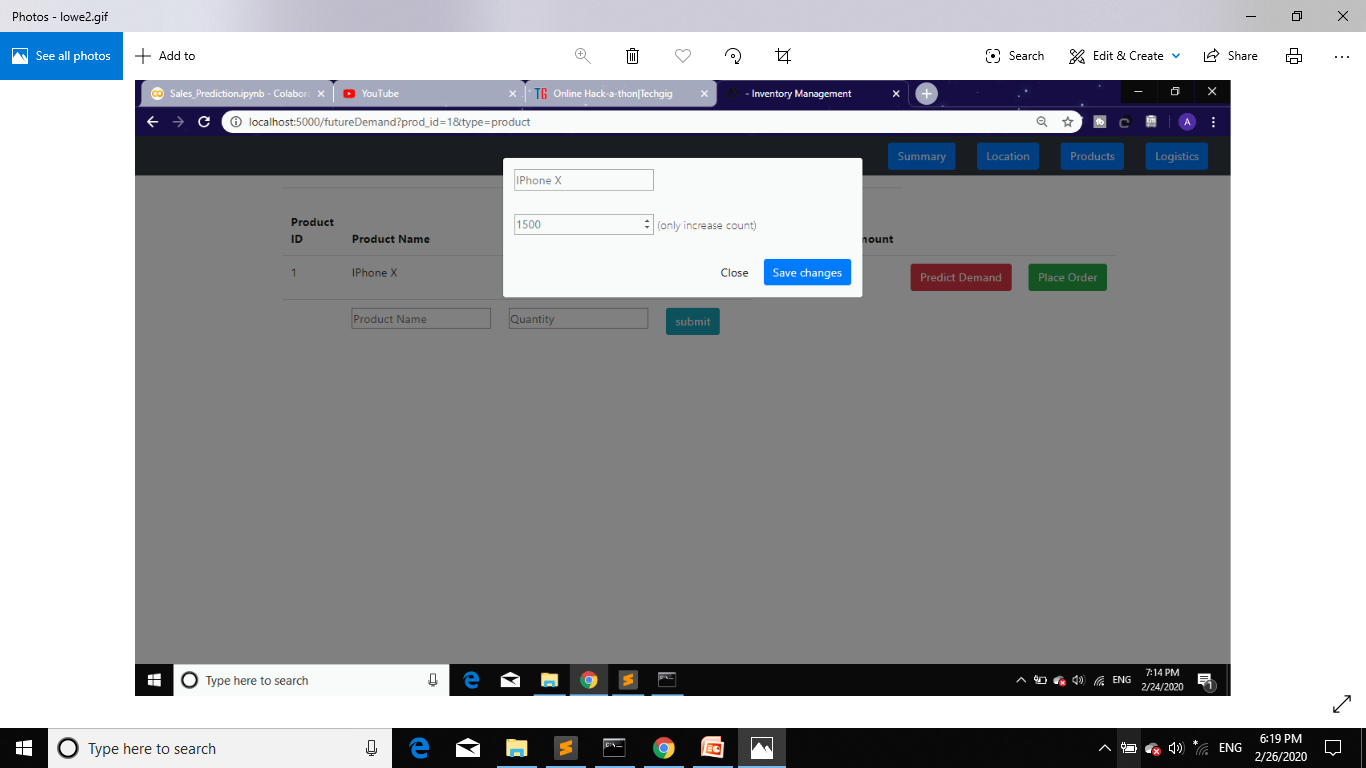 Photos - lowe2.gif
See all photos
Add to
Search
Edit & Create
Share
Sales_Prediction.ipynb - Colabor
YouTube
Online Hack-a-thon|Techgig
- Inventory Management
localhost:5000/futureDemand?prod_id=1&type=product
A
Summary
Location
Products
Logistics
IPhone X
1500
(only increase count)
Close
Save changes
Product
ID
Product Name
mount
1
IPhone X
Predict Demand
Place Order
Product Name
Quantity
submit
Type here to search
ENG
7:14 PM
2/24/2020
1
Type here to search
ENG
6:19 PM
2/26/2020